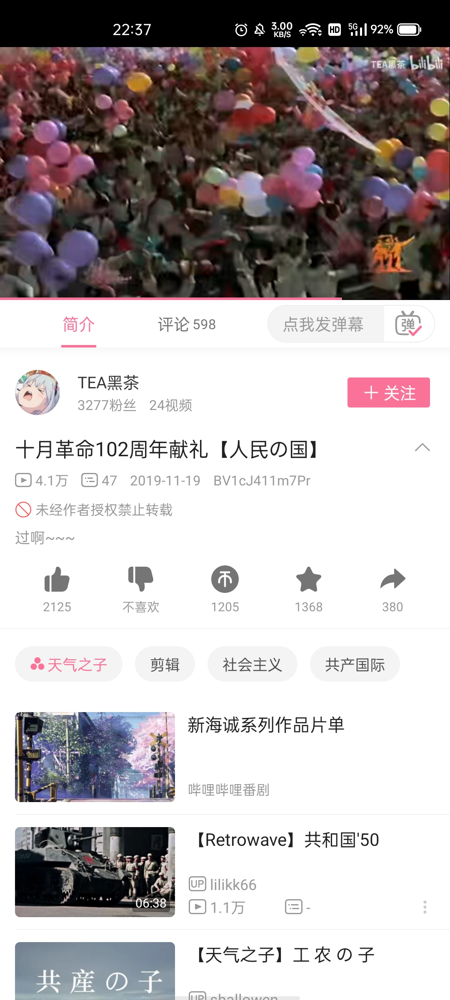 22:37
3.00
KB/S
HD
5G
92%
TEA黑茶 bilibili
简介
评论 598
点我发弹幕
弹
TEA黑茶
3277粉丝 24视频
关注
十月革命102周年献礼【人民の国】
4.1万 47 2019-11-19 BV1cJ411m7Pr
未经作者授权禁止转载
过啊~~~
2125 不喜欢 1205 1368 380
天气之子 剪辑 社会主义 共产国际
新海诚系列作品片单
哔哩哔哩番剧
06:38
【Retrowave】共和国'50
UP lilikk66
1.1万 -
共産の子
【天气之子】工 农 の 子
UP shallowen